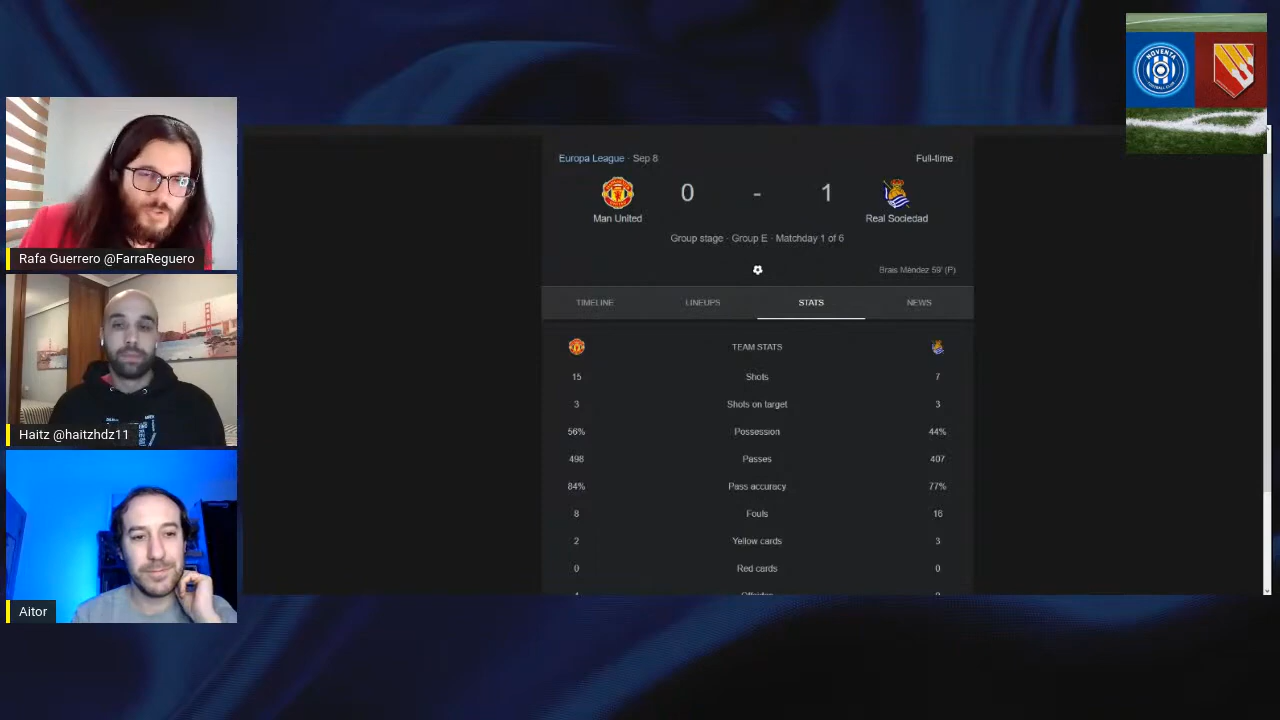 NOVENTA
Rafa Guerrero @FarraReguero
Haitz @haitzhdz11
Aitor
Europa League · Sep 8
Full-time
0 - 1
Man United
Real Sociedad
Group stage · Group E · Matchday 1 of 6
Brais Méndez 59' (P)
TIMELINE LINEUPS STATS NEWS
TEAM STATS
15 Shots 7
3 Shots on target 3
56% Possession 44%
498 Passes 407
84% Pass accuracy 77%
8 Fouls 16
2 Yellow cards 3
0 Red cards 0
Offsides